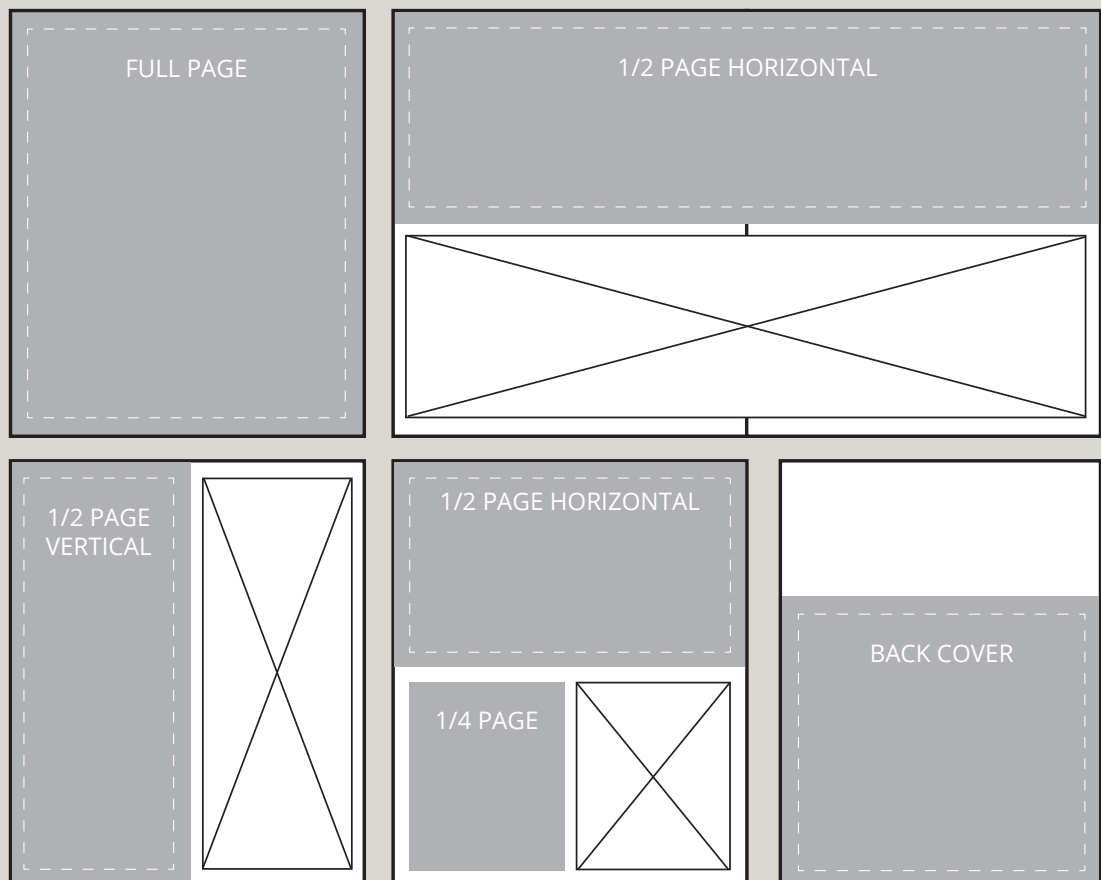 FULL PAGE
1/2 PAGE HORIZONTAL
1/2 PAGE
VERTICAL
1/2 PAGE HORIZONTAL
1/4 PAGE
BACK COVER